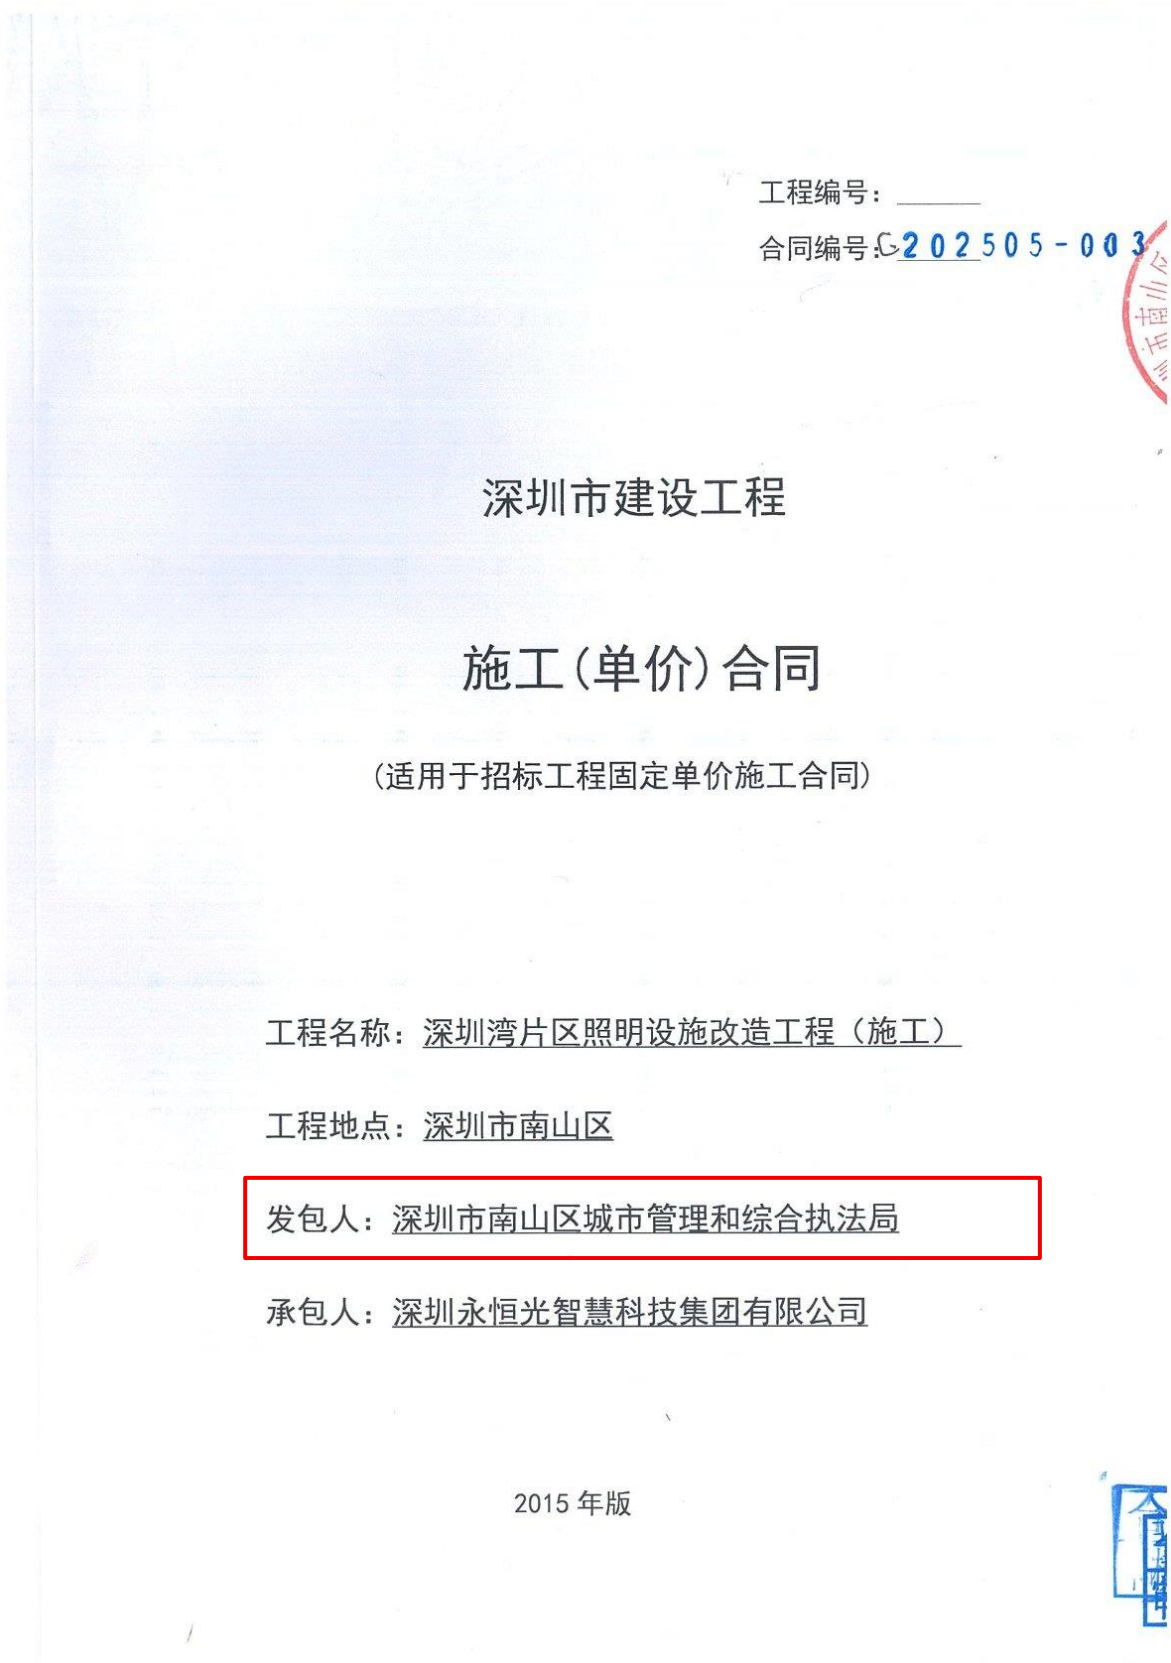 工程编号：
合同编号:G202505-003
深圳市建设工程
施工(单价)合同
(适用于招标工程固定单价施工合同)
工程名称：深圳湾片区照明设施改造工程（施工）
工程地点：深圳市南山区
发包人：深圳市南山区城市管理和综合执法局
承包人：深圳永恒光智慧科技集团有限公司
2015 年版